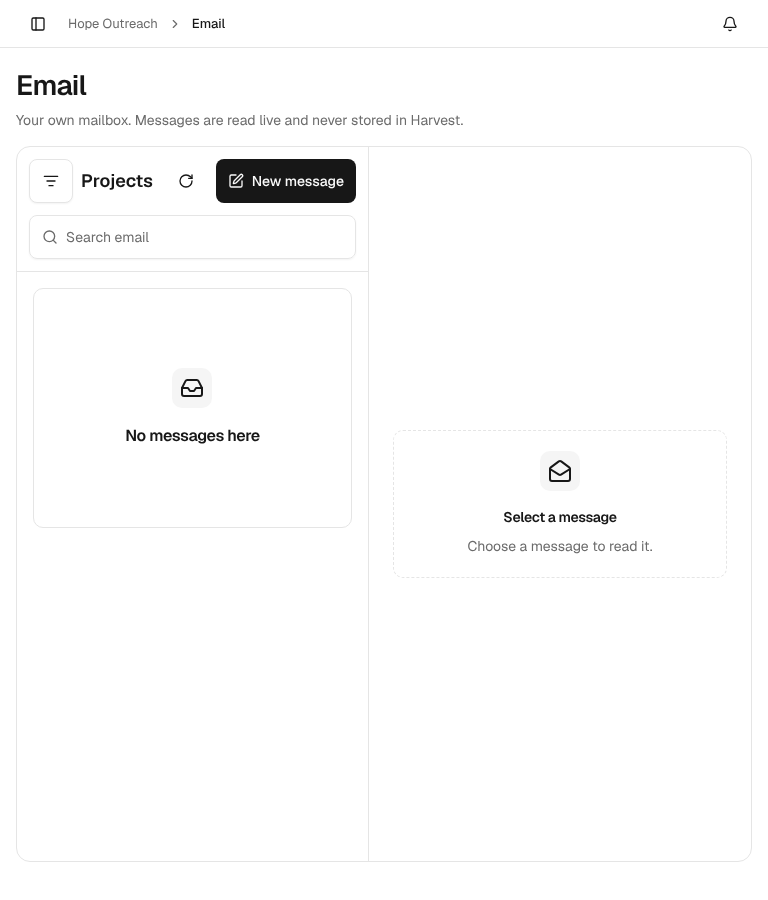 Hope Outreach
Email
Email
Your own mailbox. Messages are read live and never stored in Harvest.
Projects
New message
Search email
No messages here
Select a message
Choose a message to read it.